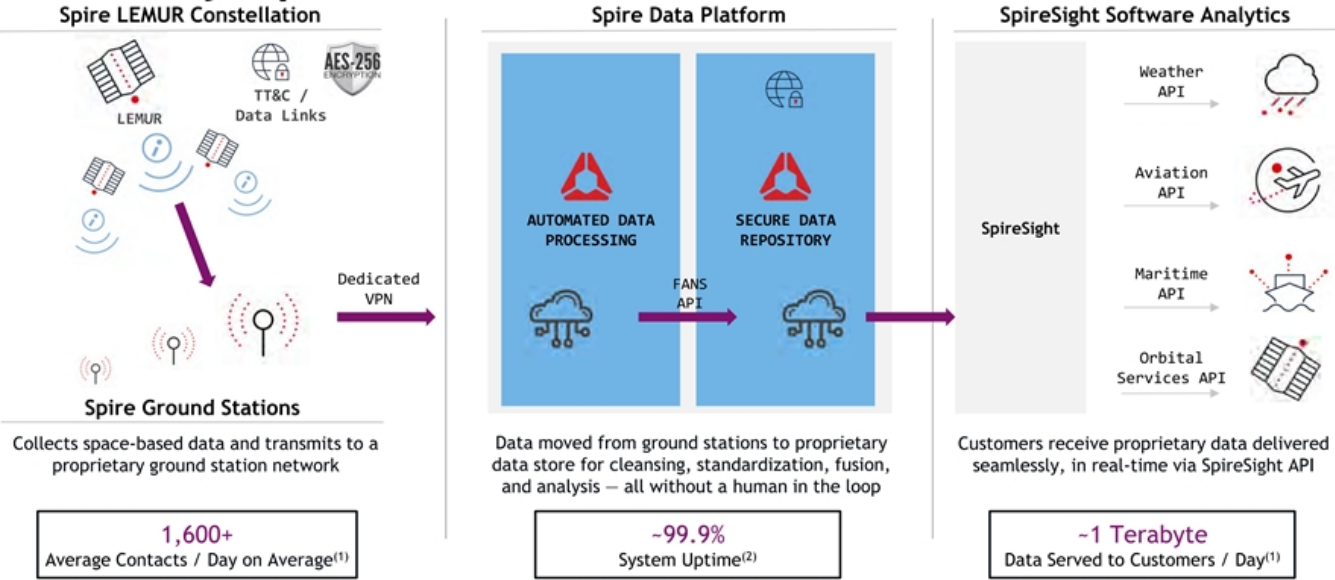 Spire LEMUR Constellation
LEMUR
TT&C /
Data Links
AES-256
ENCRYPTION
Dedicated
VPN
Spire Ground Stations
Collects space-based data and transmits to a
proprietary ground station network
1,600+
Average Contacts / Day on Average(1)
Spire Data Platform
AUTOMATED DATA
PROCESSING
FANS
API
SECURE DATA
REPOSITORY
Data moved from ground stations to proprietary
data store for cleansing, standardization, fusion,
and analysis — all without a human in the loop
~99.9%
System Uptime(2)
SpireSight Software Analytics
SpireSight
Weather
API
Aviation
API
Maritime
API
Orbital
Services API
Customers receive proprietary data delivered
seamlessly, in real-time via SpireSight API
~1 Terabyte
Data Served to Customers / Day(1)